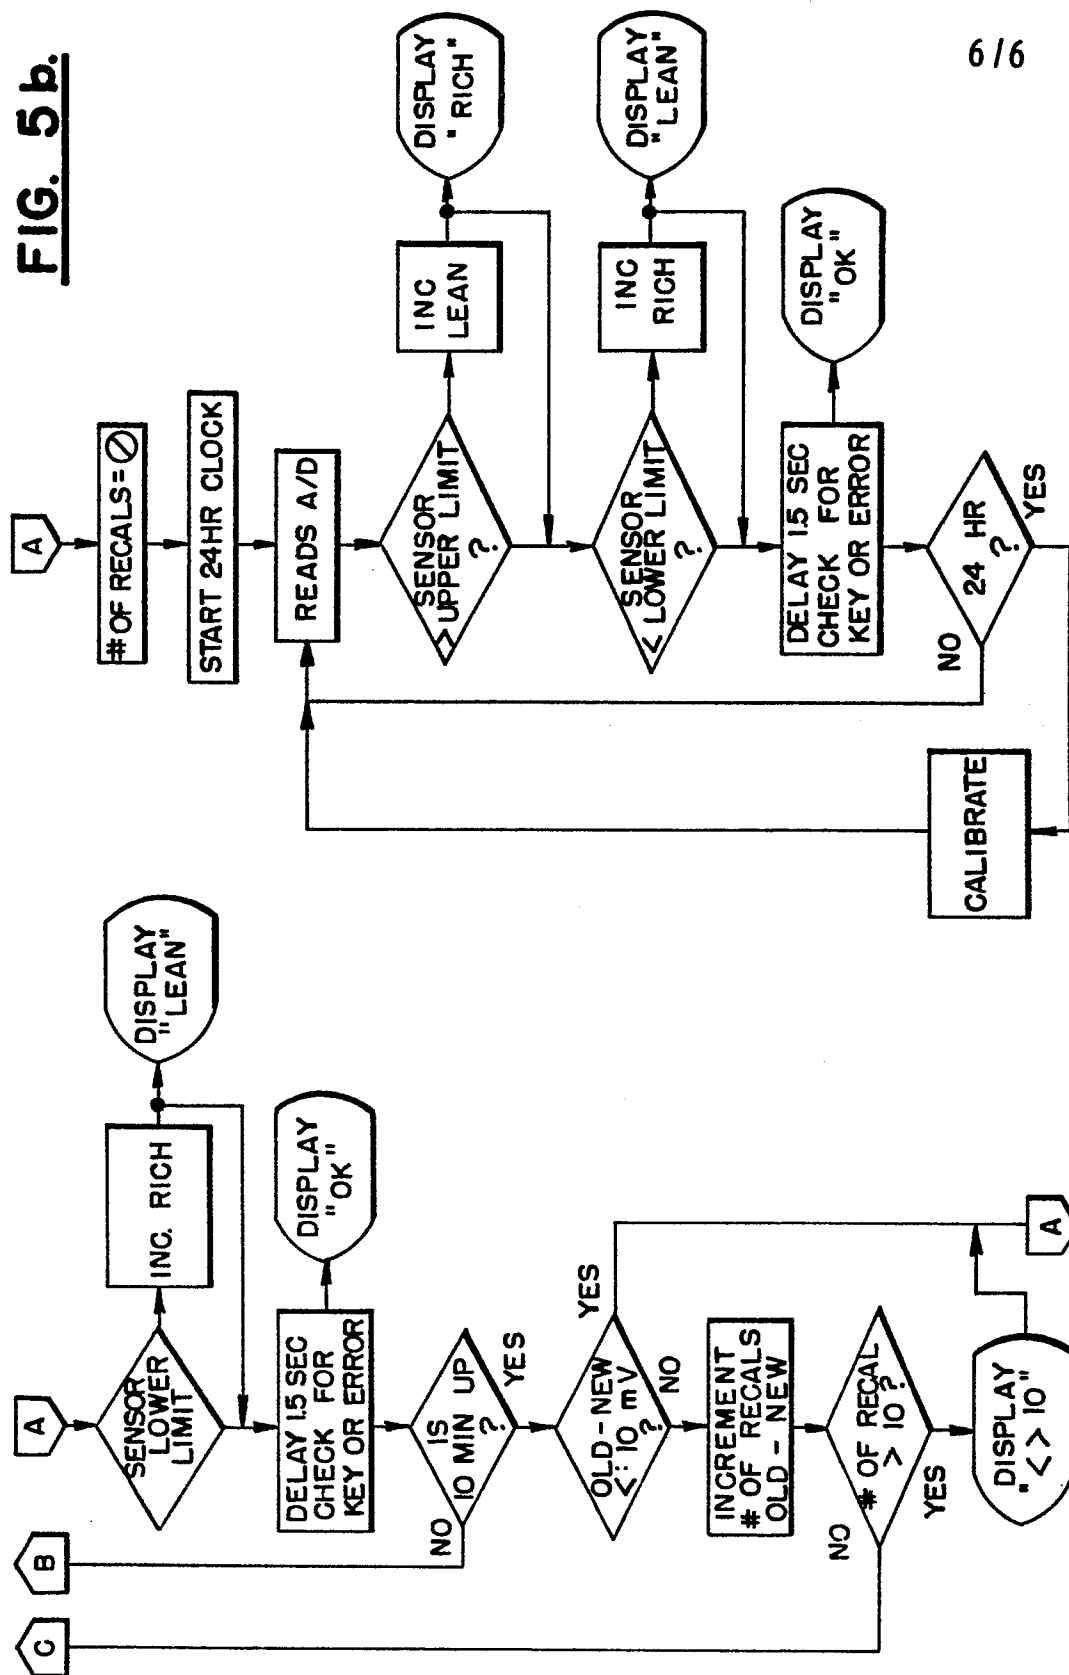 FIG. 5b.
6/6
A
SENSOR
LOWER
LIMIT
INC. RICH
DISPLAY
"LEAN"
DELAY 1.5 SEC
CHECK FOR
KEY OR ERROR
DISPLAY
"OK"
B
NO
IS
10 MIN UP
?
YES
OLD-NEW
<: 10 mV
?
YES
NO
INCREMENT
# OF RECALS
OLD - NEW
C
NO
# OF RECAL
> 10 ?
YES
DISPLAY
"<> 10"
A
A
# OF RECALS = ∅
START 24HR CLOCK
READS A/D
SENSOR
>UPPER LIMIT
?
INC
LEAN
DISPLAY
"RICH"
SENSOR
< LOWER LIMIT
?
INC
RICH
DISPLAY
"LEAN"
DELAY 1.5 SEC
CHECK FOR
KEY OR ERROR
DISPLAY
"OK"
NO
24 HR
?
YES
CALIBRATE